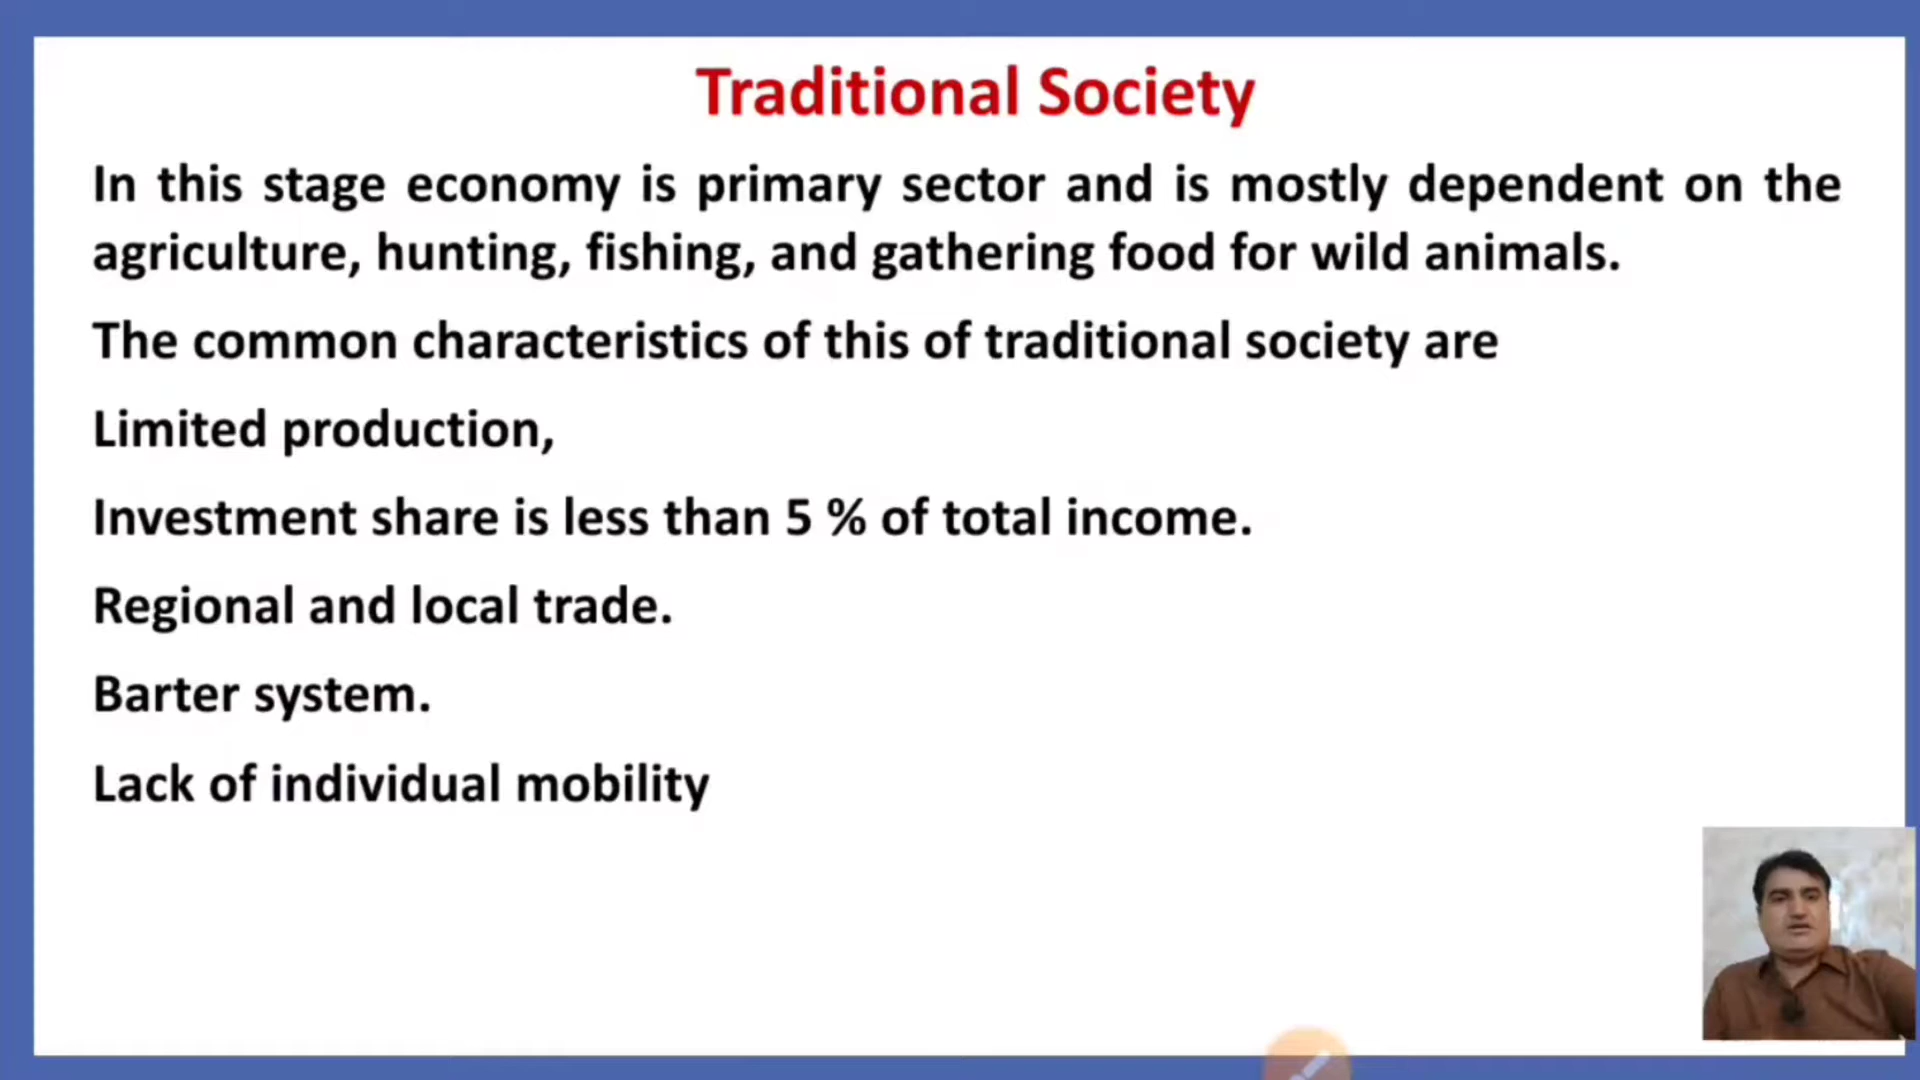 Traditional Society
In this stage economy is primary sector and is mostly dependent on the
agriculture, hunting, fishing, and gathering food for wild animals.
The common characteristics of this of traditional society are
Limited production,
Investment share is less than 5 % of total income.
Regional and local trade.
Barter system.
Lack of individual mobility